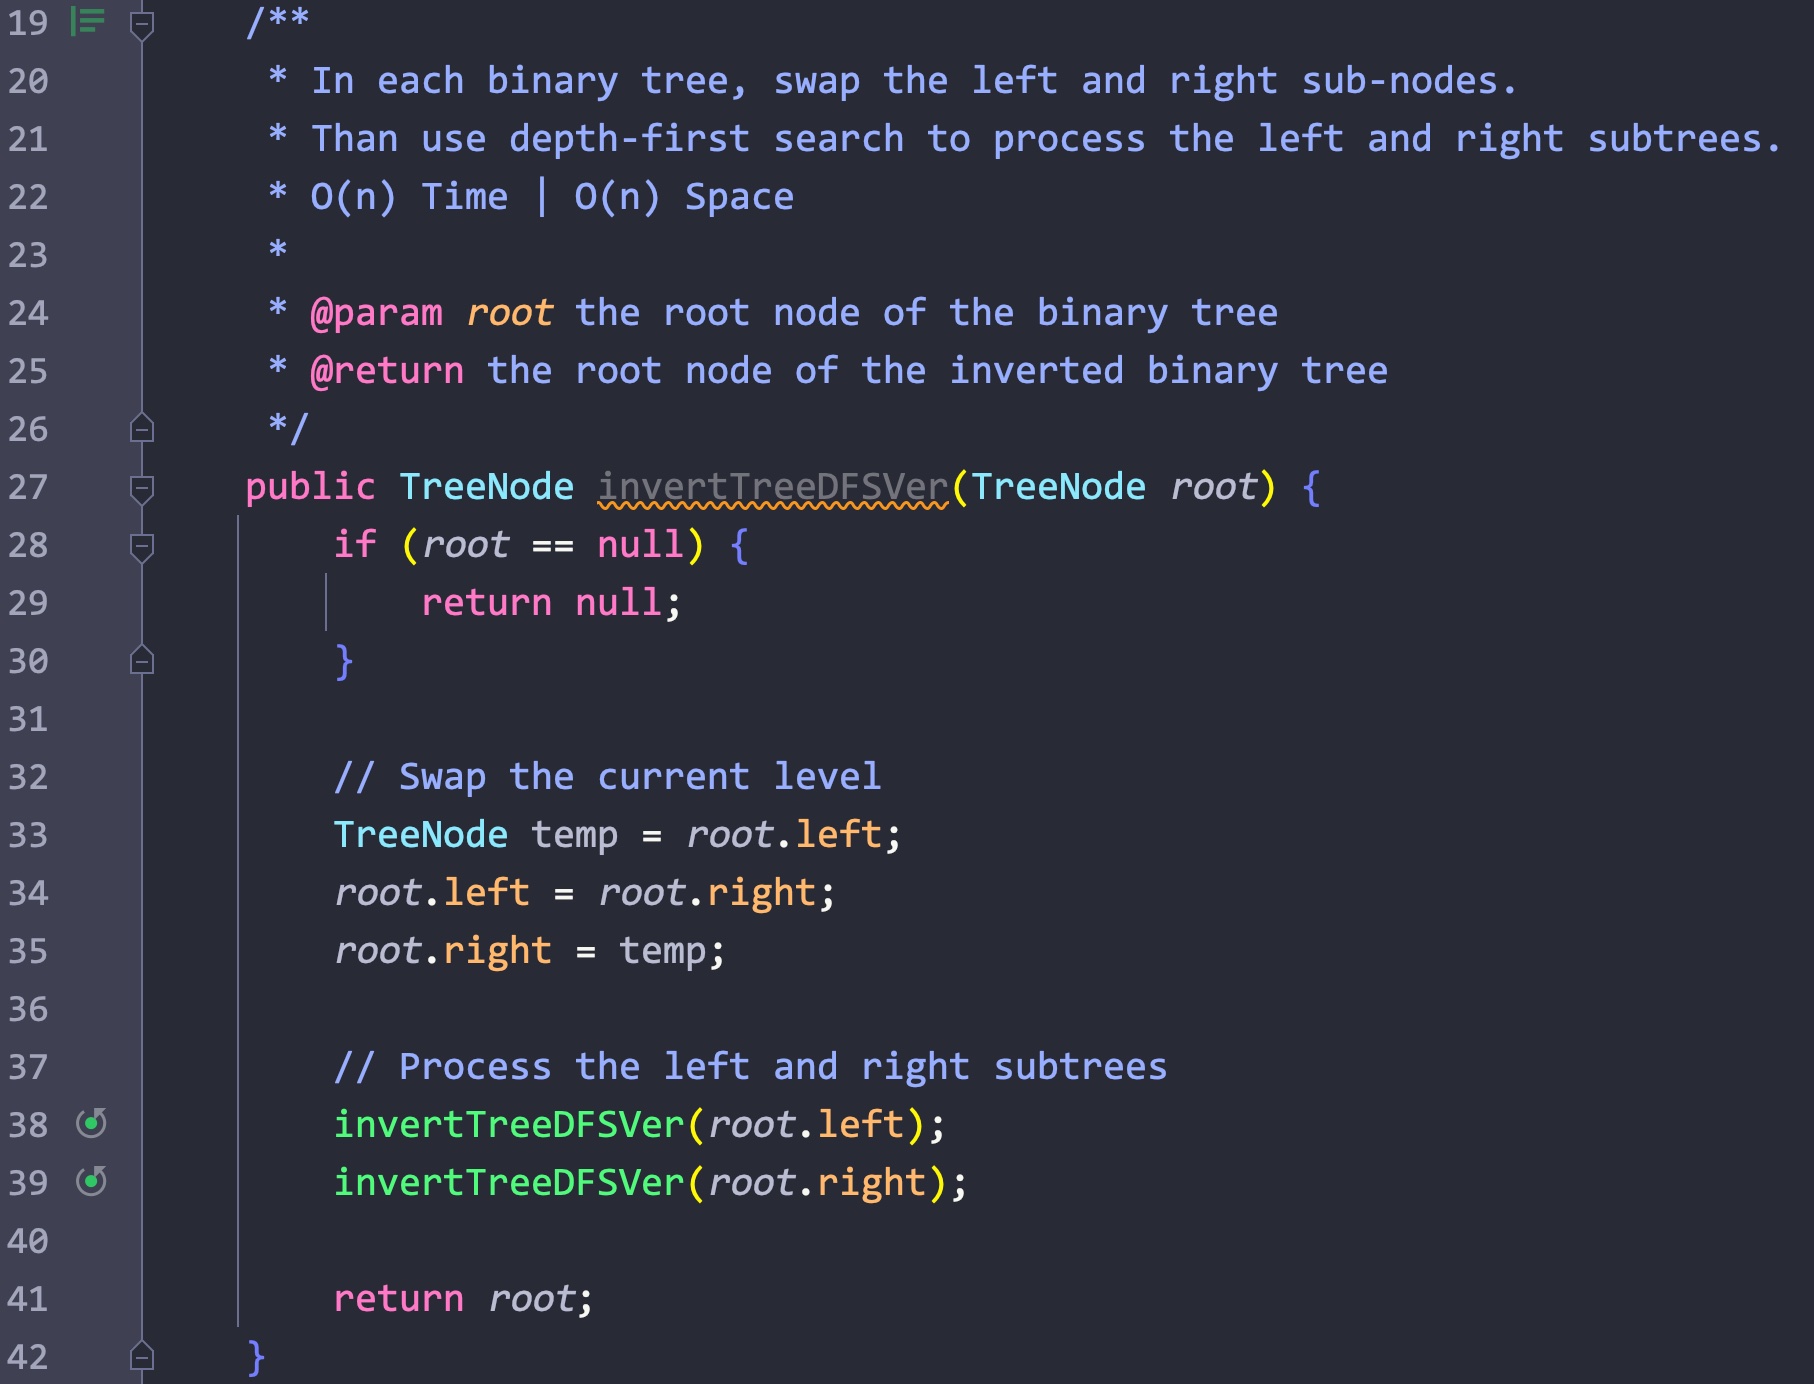 19 /**
20 * In each binary tree, swap the left and right sub-nodes.
21 * Than use depth-first search to process the left and right subtrees.
22 * O(n) Time | O(n) Space
23 *
24 * @param root the root node of the binary tree
25 * @return the root node of the inverted binary tree
26 */
27 public TreeNode invertTreeDFSVer(TreeNode root) {
28 if (root == null) {
29 return null;
30 }
31
32 // Swap the current level
33 TreeNode temp = root.left;
34 root.left = root.right;
35 root.right = temp;
36
37 // Process the left and right subtrees
38 invertTreeDFSVer(root.left);
39 invertTreeDFSVer(root.right);
40
41 return root;
42 }